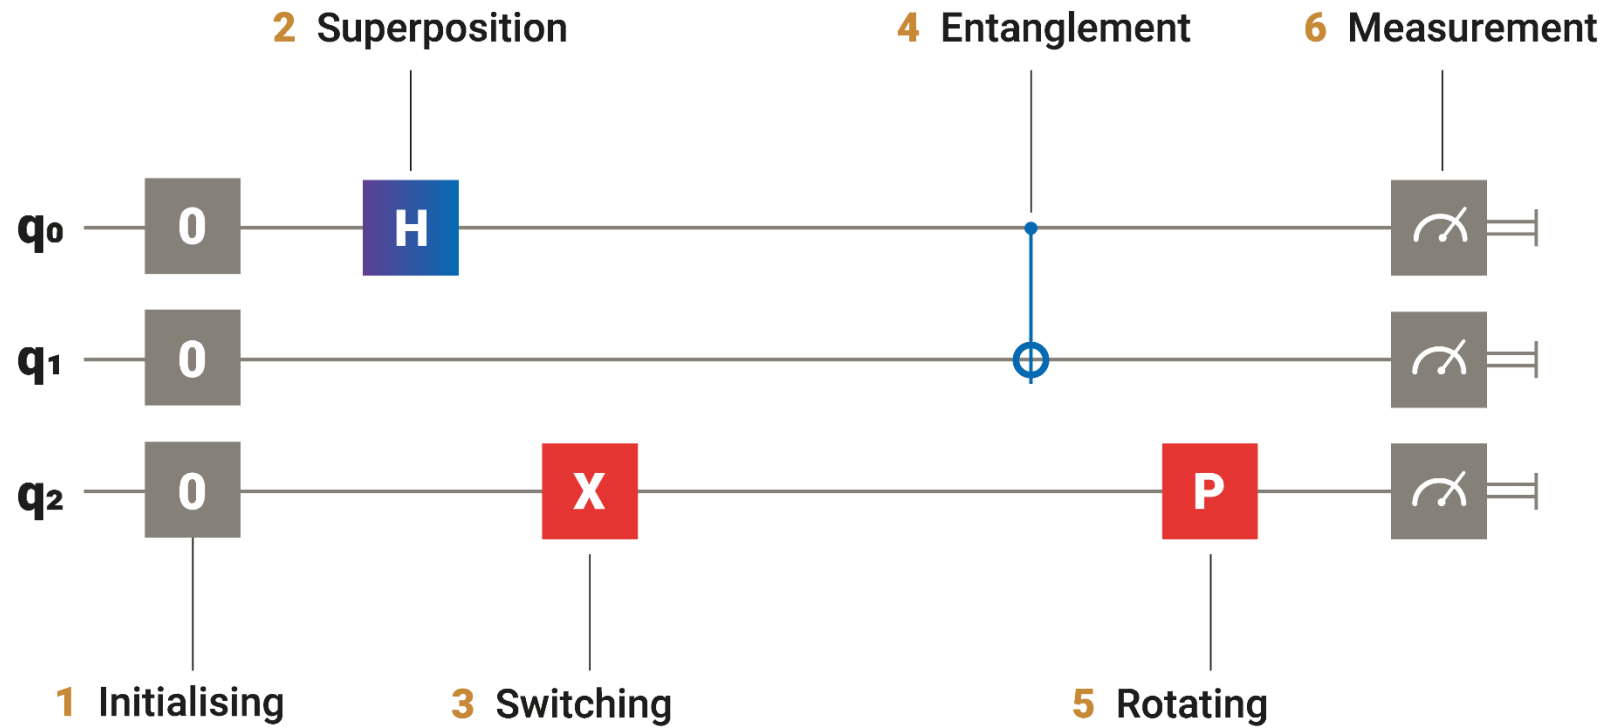 2 Superposition
4 Entanglement
6 Measurement
q₀ 0 H
q₁ 0
q₂ 0 X P
1 Initialising
3 Switching
5 Rotating